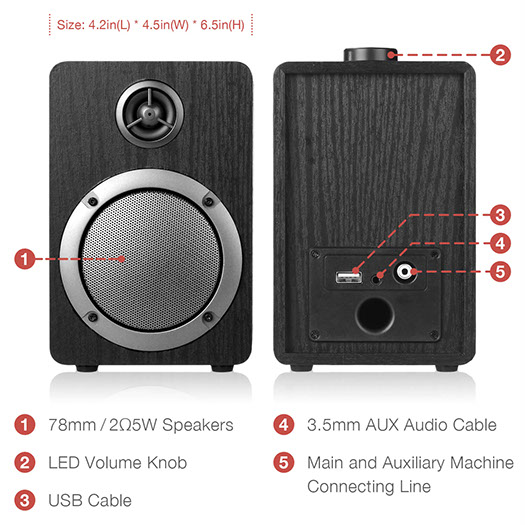 Size: 4.2in(L) * 4.5in(W) * 6.5in(H)
2
3
4
5
1
1 78mm / 2Ω5W Speakers
2 LED Volume Knob
3 USB Cable
4 3.5mm AUX Audio Cable
5 Main and Auxiliary Machine
Connecting Line